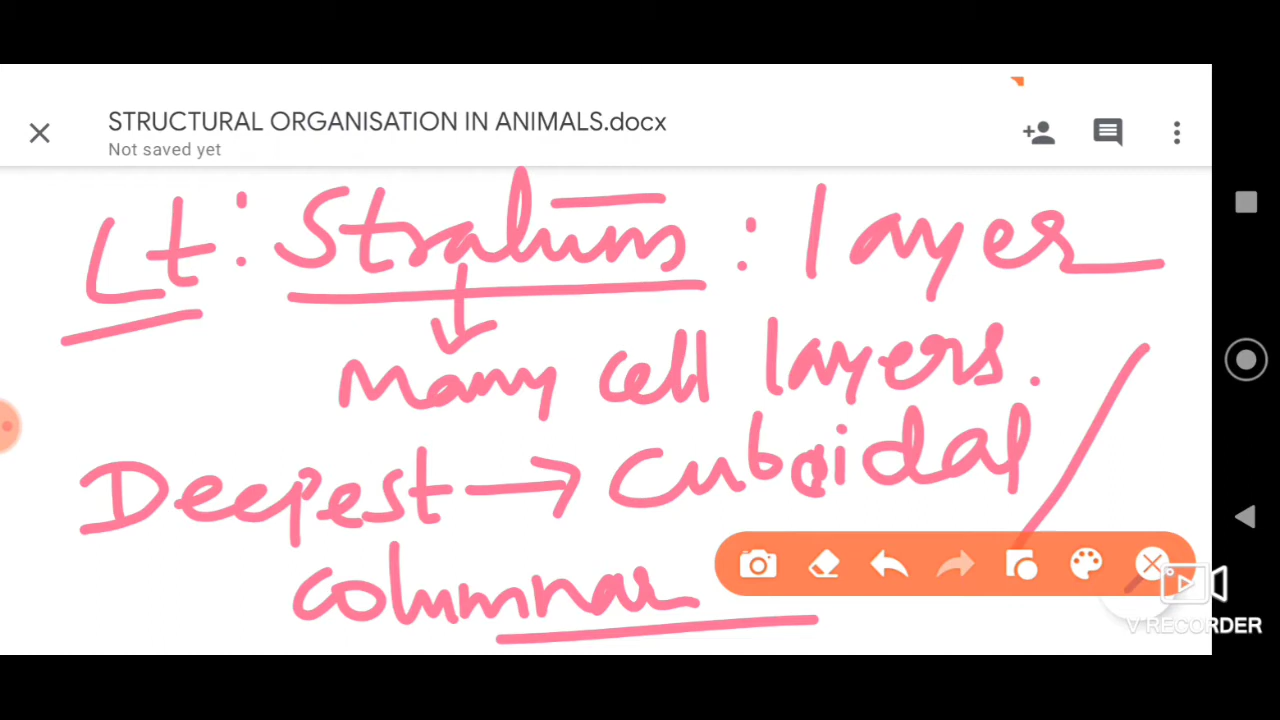 STRUCTURAL ORGANISATION IN ANIMALS.docx
Not saved yet
Lt: Stratum : layer
Many cell layers.
Deepest → Cuboidal /
columnar
V RECORDER